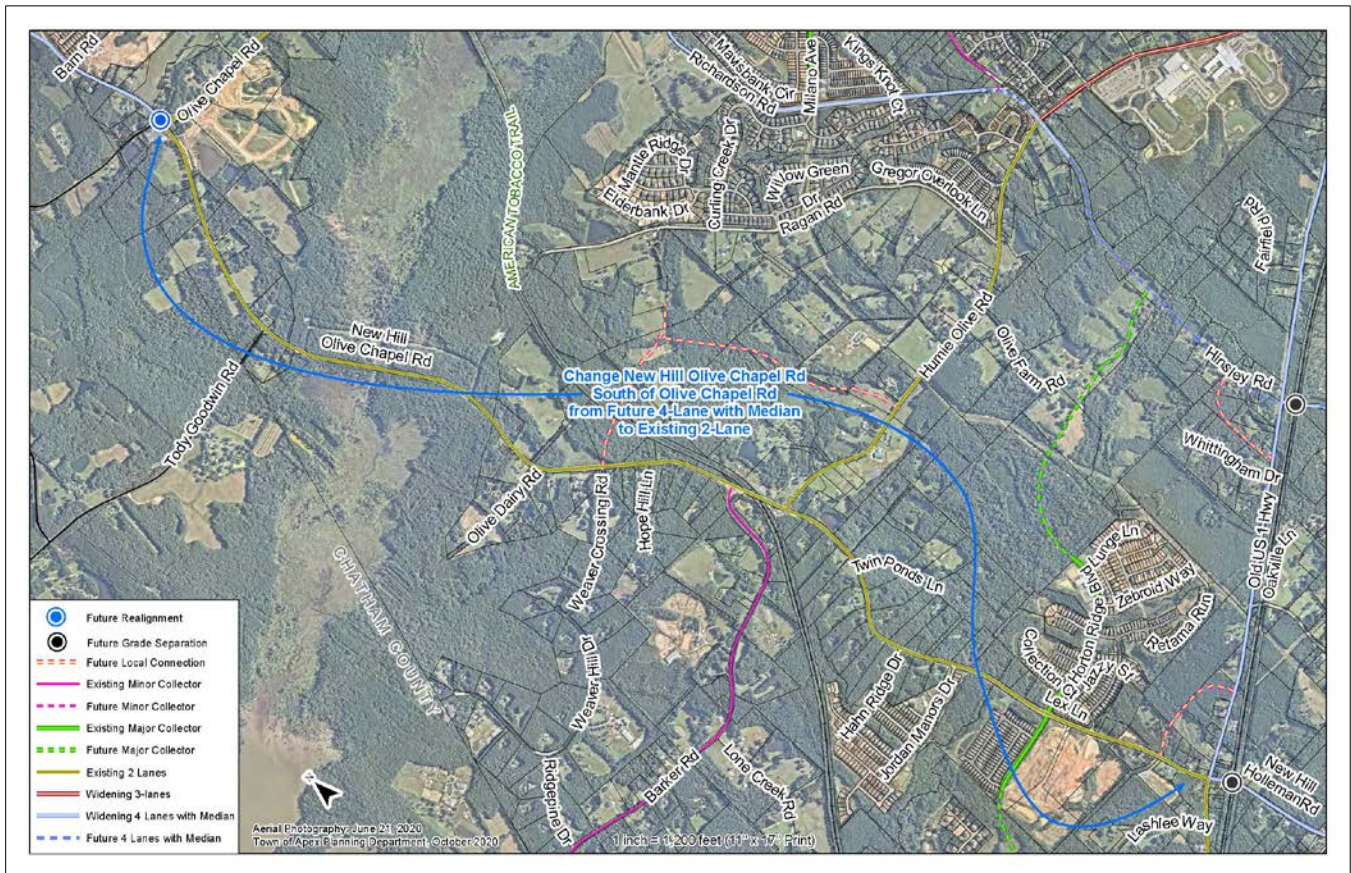 Barn Rd
Olive Chapel Rd
AMERICAN TOBACCO TRAIL
Richardson Rd
Maysbank Cir
Milano Ave
Kings Knot Ct
El Mantle Ridge Dr
Elderbank Dr
Curling Creek Dr
Willow Green Dr
Ragan Rd
Gregor Overlook Ln
Fairfield Rd
New Hill
Olive Chapel Rd
Tody Goodwin Rd
Humie Olive Rd
Olive Farm Rd
Hinsley Rd
Whittingham Dr
Change New Hill Olive Chapel Rd
South of Olive Chapel Rd
from Future 4-Lane with Median
to Existing 2-Lane
Olive Dairy Rd
Weaver Crossing Rd
Hope Hill Ln
Twin Ponds Ln
Lunge Ln
Zebroid Way
Retama Run
Horton Ridge Blvd
Old US 1 Hwy
Oakville Ln
CHATHAM COUNTY
Weaver Hill Dr
Ridgepine Dr
Barker Rd
Lone Creek Rd
Hahn Ridge Dr
Jordan Manors Dr
Correction Ct
Jazzy St
Lex Ln
New Hill
Holleman Rd
Lashlee Way
Future Realignment
Future Grade Separation
Future Local Connection
Existing Minor Collector
Future Minor Collector
Existing Major Collector
Future Major Collector
Existing 2 Lanes
Widening 3-lanes
Widening 4 Lanes with Median
Future 4 Lanes with Median
Aerial Photography: June 21, 2020
Town of Apex Planning Department, October 2020
1 inch = 1,200 feet (11" x 17" Print)